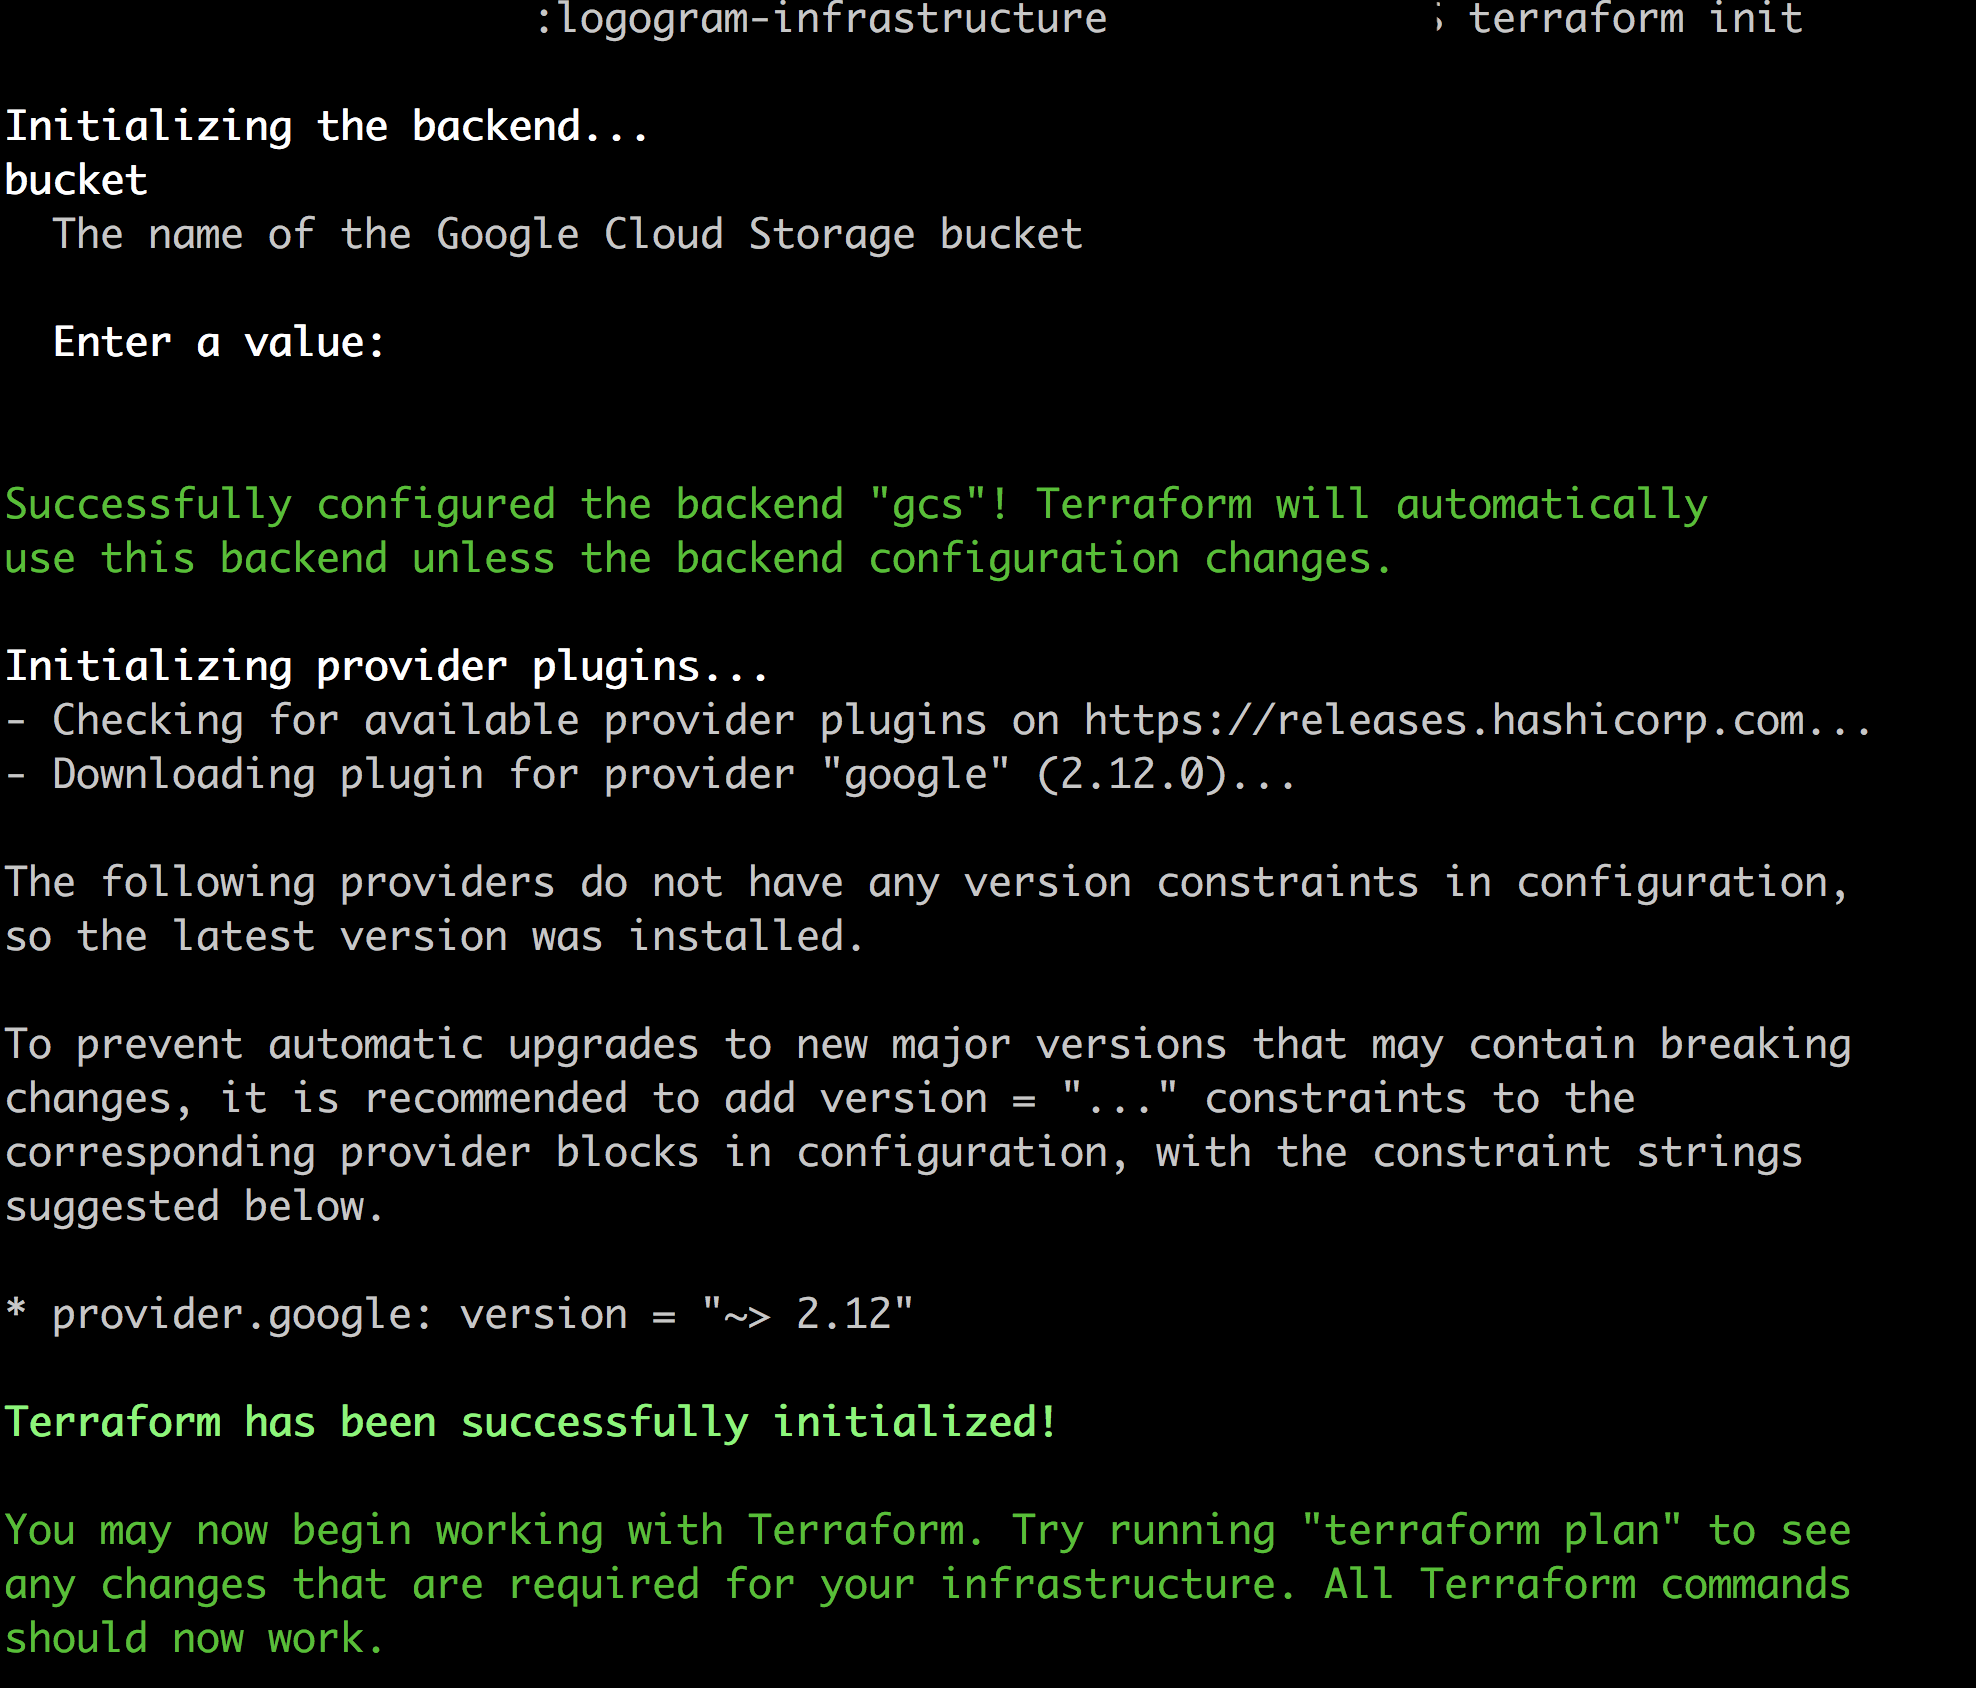 :logogram-infrastructure terraform init
Initializing the backend...
bucket
The name of the Google Cloud Storage bucket
Enter a value:
Successfully configured the backend "gcs"! Terraform will automatically
use this backend unless the backend configuration changes.
Initializing provider plugins...
- Checking for available provider plugins on https://releases.hashicorp.com...
- Downloading plugin for provider "google" (2.12.0)...
The following providers do not have any version constraints in configuration,
so the latest version was installed.
To prevent automatic upgrades to new major versions that may contain breaking
changes, it is recommended to add version = "..." constraints to the
corresponding provider blocks in configuration, with the constraint strings
suggested below.
* provider.google: version = "~> 2.12"
Terraform has been successfully initialized!
You may now begin working with Terraform. Try running "terraform plan" to see
any changes that are required for your infrastructure. All Terraform commands
should now work.